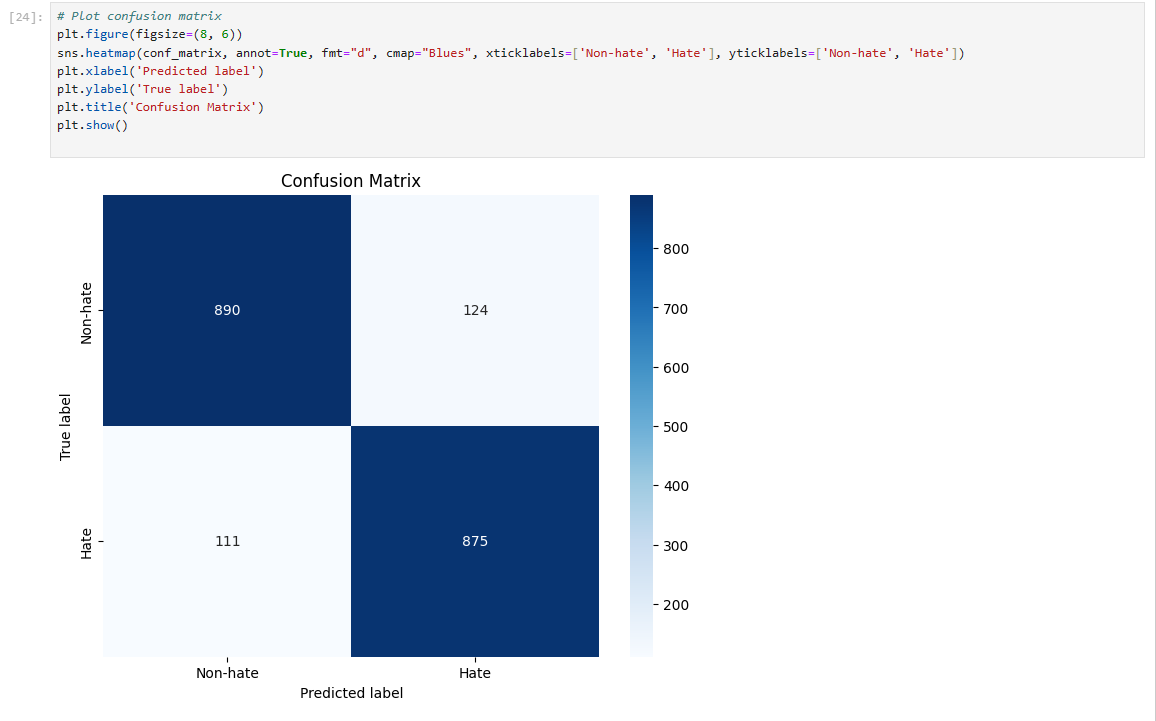 [24]:
# Plot confusion matrix
plt.figure(figsize=(8, 6))
sns.heatmap(conf_matrix, annot=True, fmt="d", cmap="Blues", xticklabels=['Non-hate', 'Hate'], yticklabels=['Non-hate', 'Hate'])
plt.xlabel('Predicted label')
plt.ylabel('True label')
plt.title('Confusion Matrix')
plt.show()
Confusion Matrix
True label
Non-hate
890
124
Hate
111
875
Non-hate
Hate
Predicted label
800
700
600
500
400
300
200